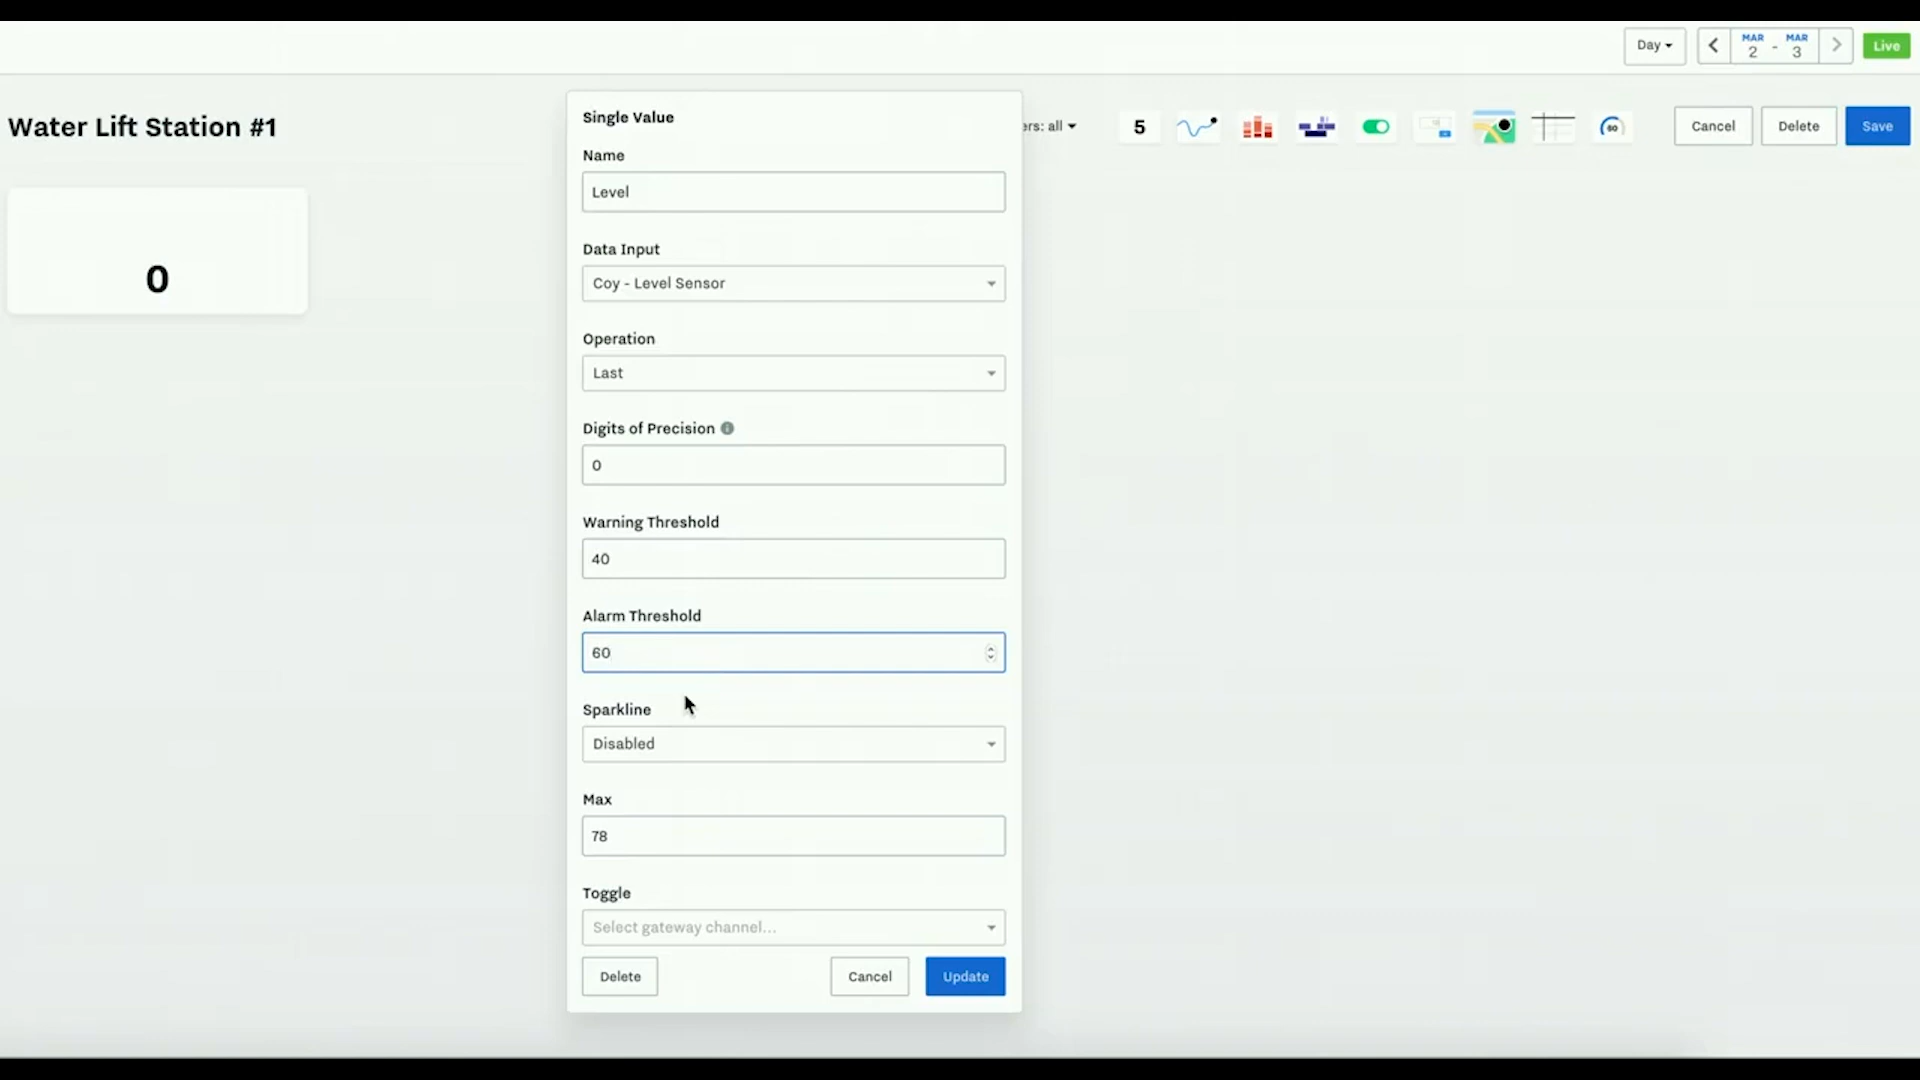 Day
MAR 2 - MAR 3
Live
Water Lift Station #1
ers: all
5
60
Cancel
Delete
Save
0
Single Value
Name
Level
Data Input
Coy - Level Sensor
Operation
Last
Digits of Precision
0
Warning Threshold
40
Alarm Threshold
60
Sparkline
Disabled
Max
78
Toggle
Select gateway channel...
Delete
Cancel
Update